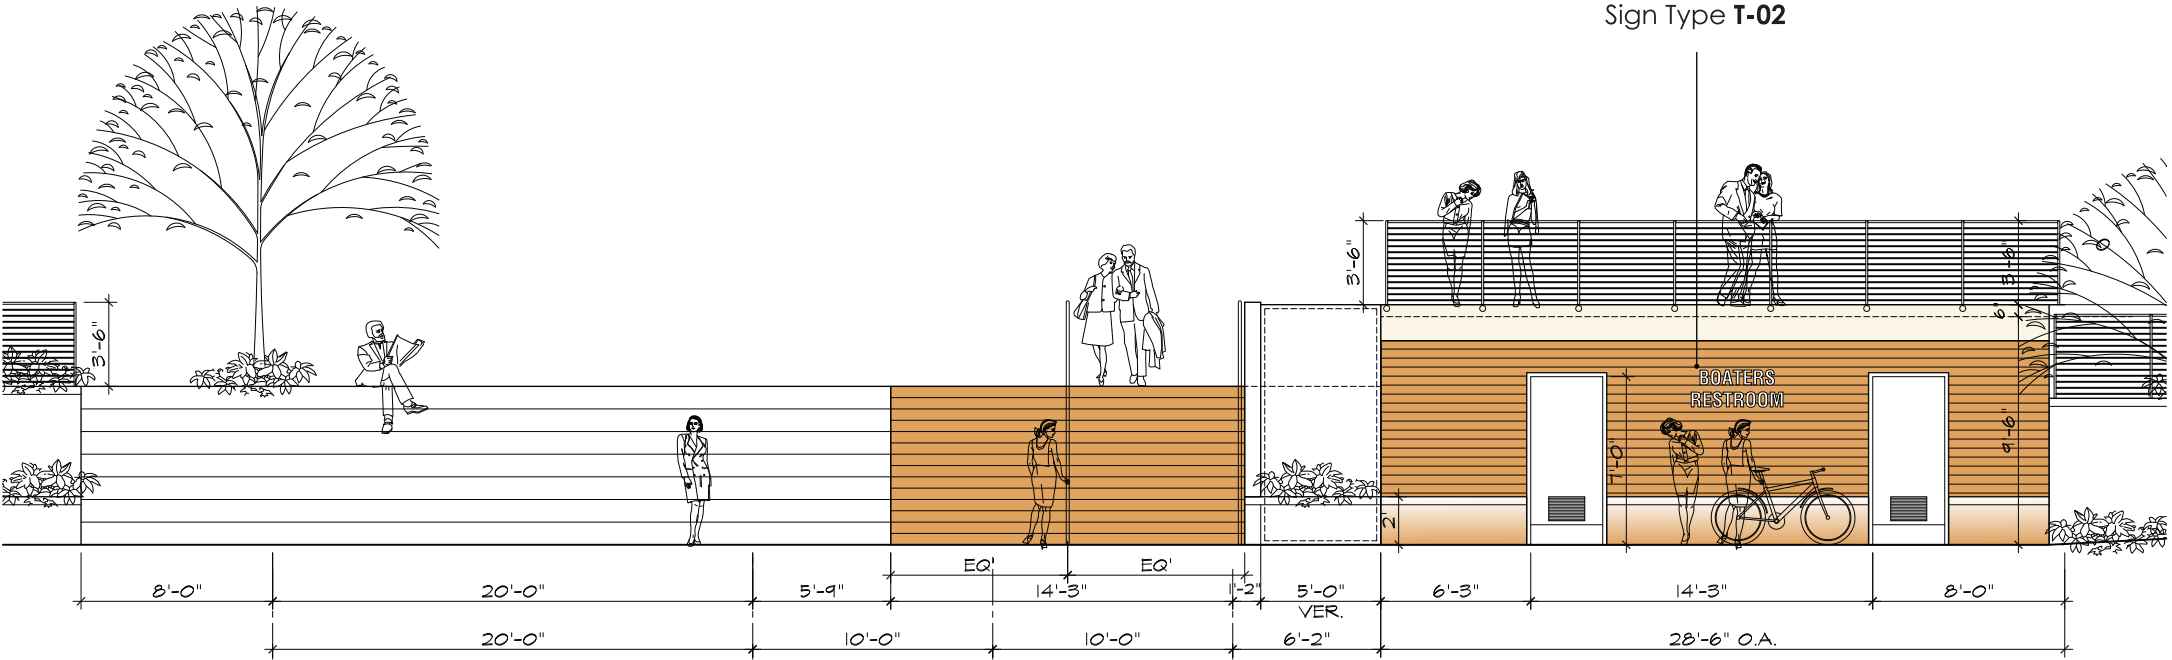 Sign Type T-02
3'-6"
3'-6"
3'-6"
6"
BOATERS
RESTROOM
7'-0"
9'-6"
2'
EQ' EQ'
8'-0" 20'-0" 5'-9" 14'-3" 1'-2" 5'-0" 6'-3" 14'-3" 8'-0"
VER.
20'-0" 10'-0" 10'-0" 6'-2" 28'-6" O.A.